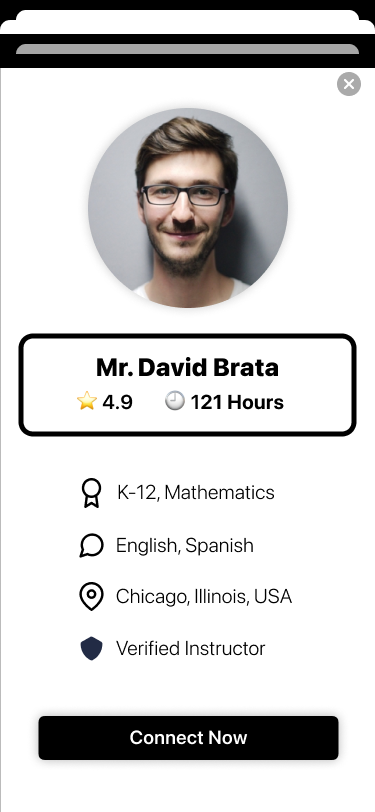 Mr. David Brata
4.9 121 Hours
K-12, Mathematics
English, Spanish
Chicago, Illinois, USA
Verified Instructor
Connect Now